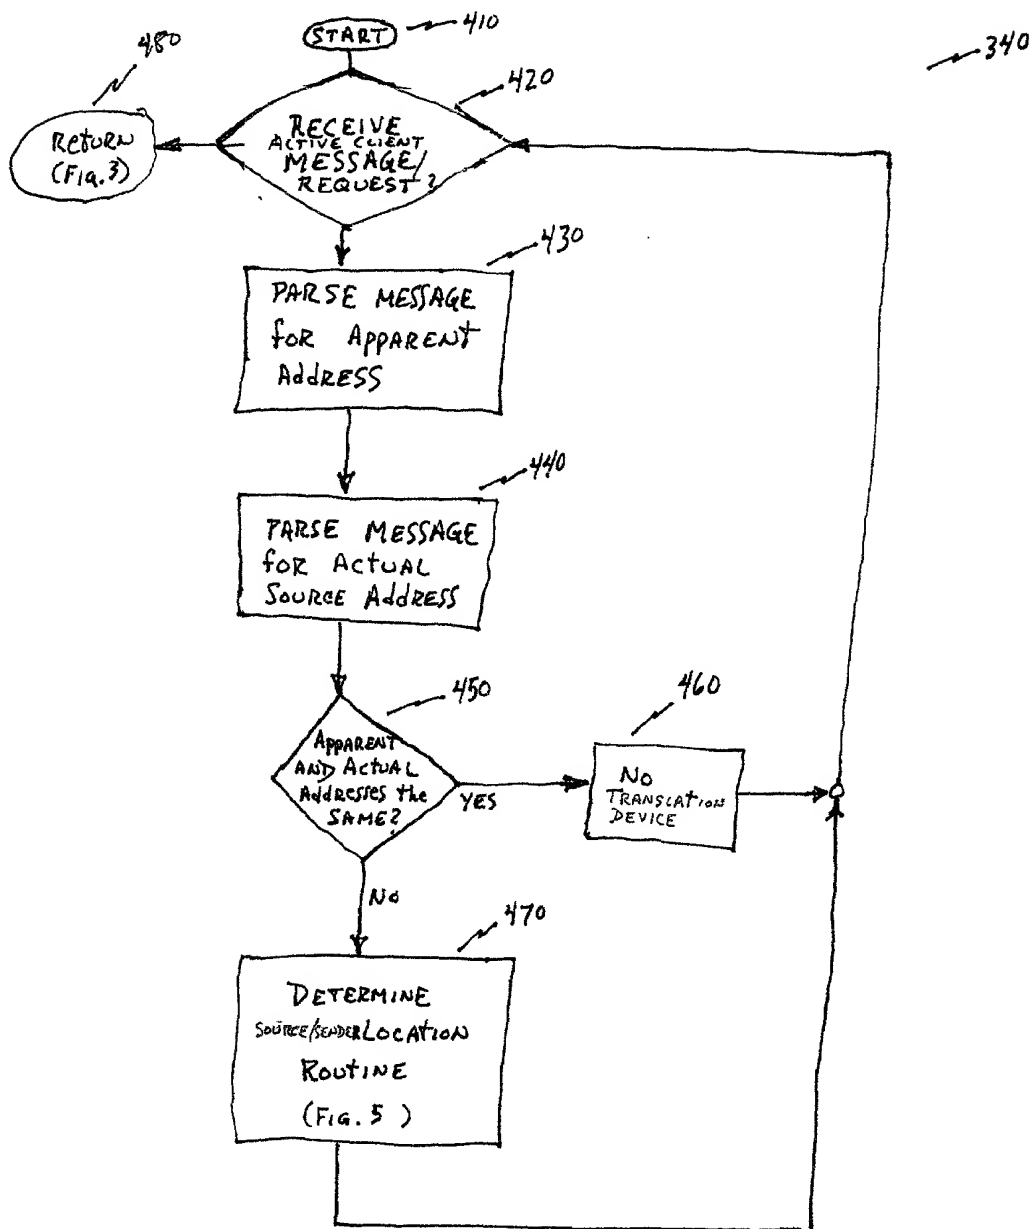 START
410
480
340
420
RECEIVE
ACTIVE CLIENT
MESSAGE/
REQUEST?
RETURN
(FIG.3)
430
PARSE MESSAGE
FOR APPARENT
ADDRESS
440
PARSE MESSAGE
FOR ACTUAL
SOURCE ADDRESS
450
460
APPARENT
AND ACTUAL
ADDRESSES the
SAME?
YES
NO
TRANSLATION
DEVICE
NO
470
DETERMINE
SOURCE/SENDER LOCATION
ROUTINE
(FIG. 5 )